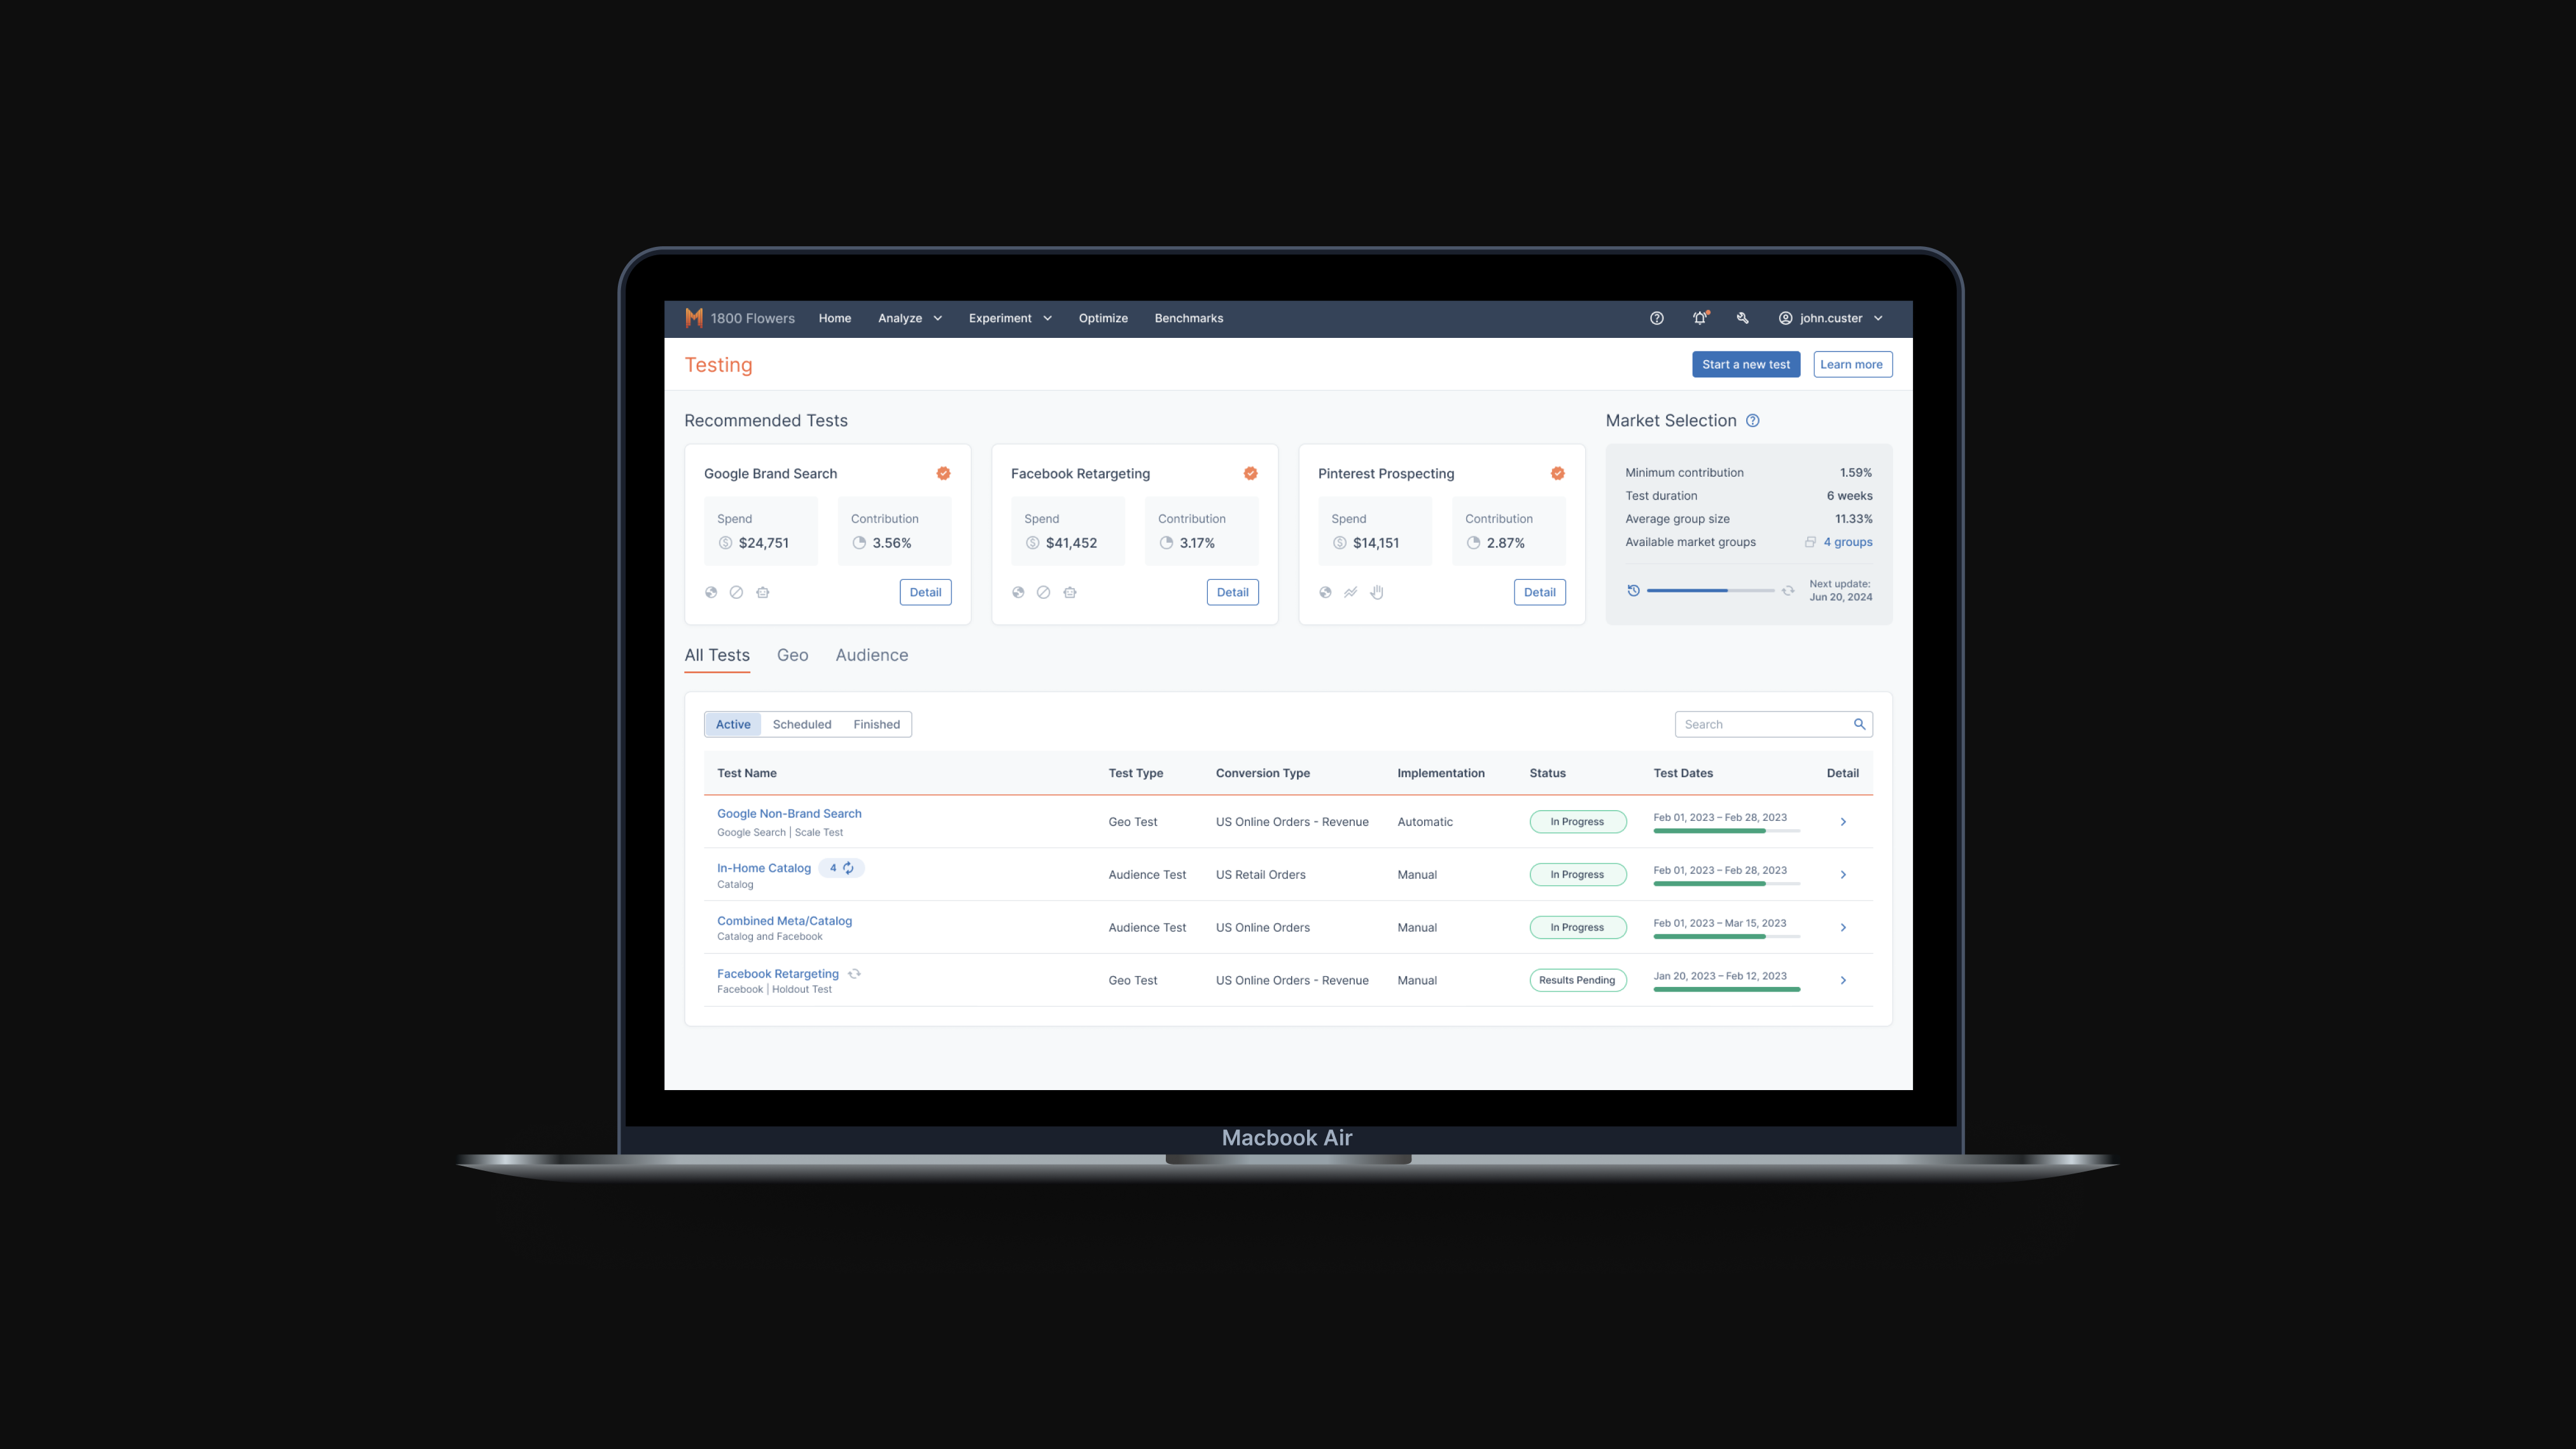 1800 Flowers Home Analyze Experiment Optimize Benchmarks john.custer
Testing Start a new test Learn more
Recommended Tests
Google Brand Search
Spend Contribution
$24,751 3.56%
Detail
Facebook Retargeting
Spend Contribution
$41,452 3.17%
Detail
Pinterest Prospecting
Spend Contribution
$14,151 2.87%
Detail
Market Selection
Minimum contribution 1.59%
Test duration 6 weeks
Average group size 11.33%
Available market groups 4 groups
Next update:
Jun 20, 2024
All Tests Geo Audience
Active Scheduled Finished Search
Test Name Test Type Conversion Type Implementation Status Test Dates Detail
Google Non-Brand Search
Google Search | Scale Test
Geo Test US Online Orders - Revenue Automatic In Progress Feb 01, 2023 – Feb 28, 2023
In-Home Catalog 4
Catalog
Audience Test US Retail Orders Manual In Progress Feb 01, 2023 – Feb 28, 2023
Combined Meta/Catalog
Catalog and Facebook
Audience Test US Online Orders Manual In Progress Feb 01, 2023 – Mar 15, 2023
Facebook Retargeting
Facebook | Holdout Test
Geo Test US Online Orders - Revenue Manual Results Pending Jan 20, 2023 – Feb 12, 2023
Macbook Air